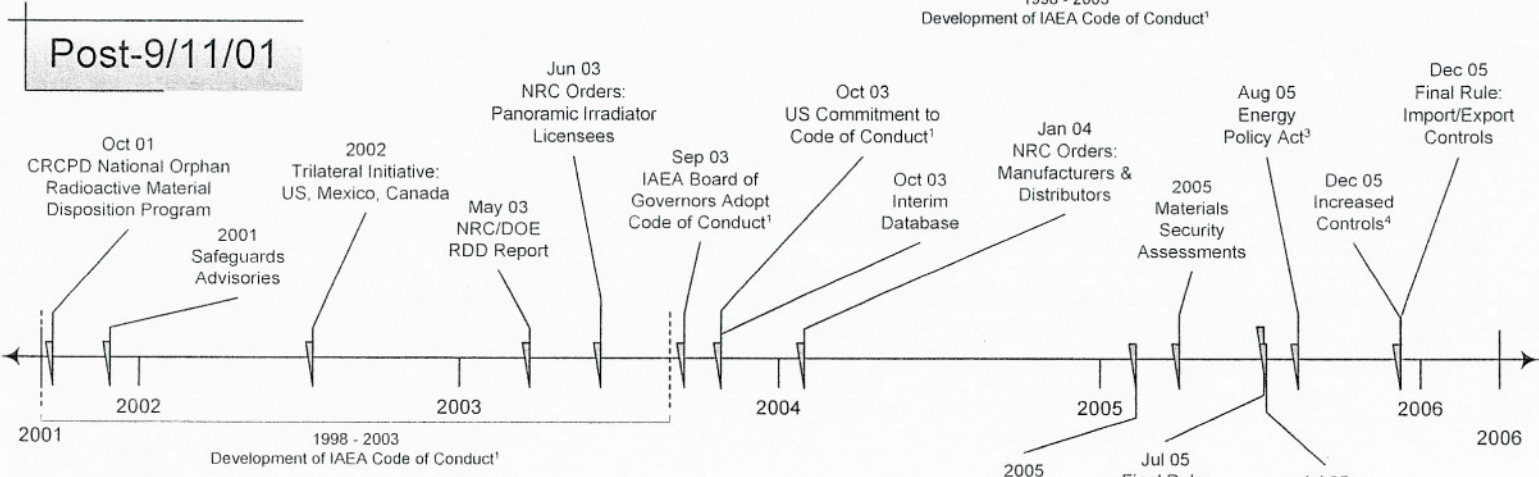 1998 - 2003
Development of IAEA Code of Conduct¹
Post-9/11/01
Oct 01
CRCPD National Orphan
Radioactive Material
Disposition Program
2001
Safeguards
Advisories
2002
Trilateral Initiative:
US, Mexico, Canada
May 03
NRC/DOE
RDD Report
Jun 03
NRC Orders:
Panoramic Irradiator
Licensees
Sep 03
IAEA Board of
Governors Adopt
Code of Conduct¹
Oct 03
US Commitment to
Code of Conduct¹
Oct 03
Interim
Database
Jan 04
NRC Orders:
Manufacturers &
Distributors
2005
Materials
Security
Assessments
Aug 05
Energy
Policy Act³
Dec 05
Increased
Controls⁴
Dec 05
Final Rule:
Import/Export
Controls
2001
2002
2003
2004
2005
2006
2006
1998 - 2003
Development of IAEA Code of Conduct¹
2005
Jul 05